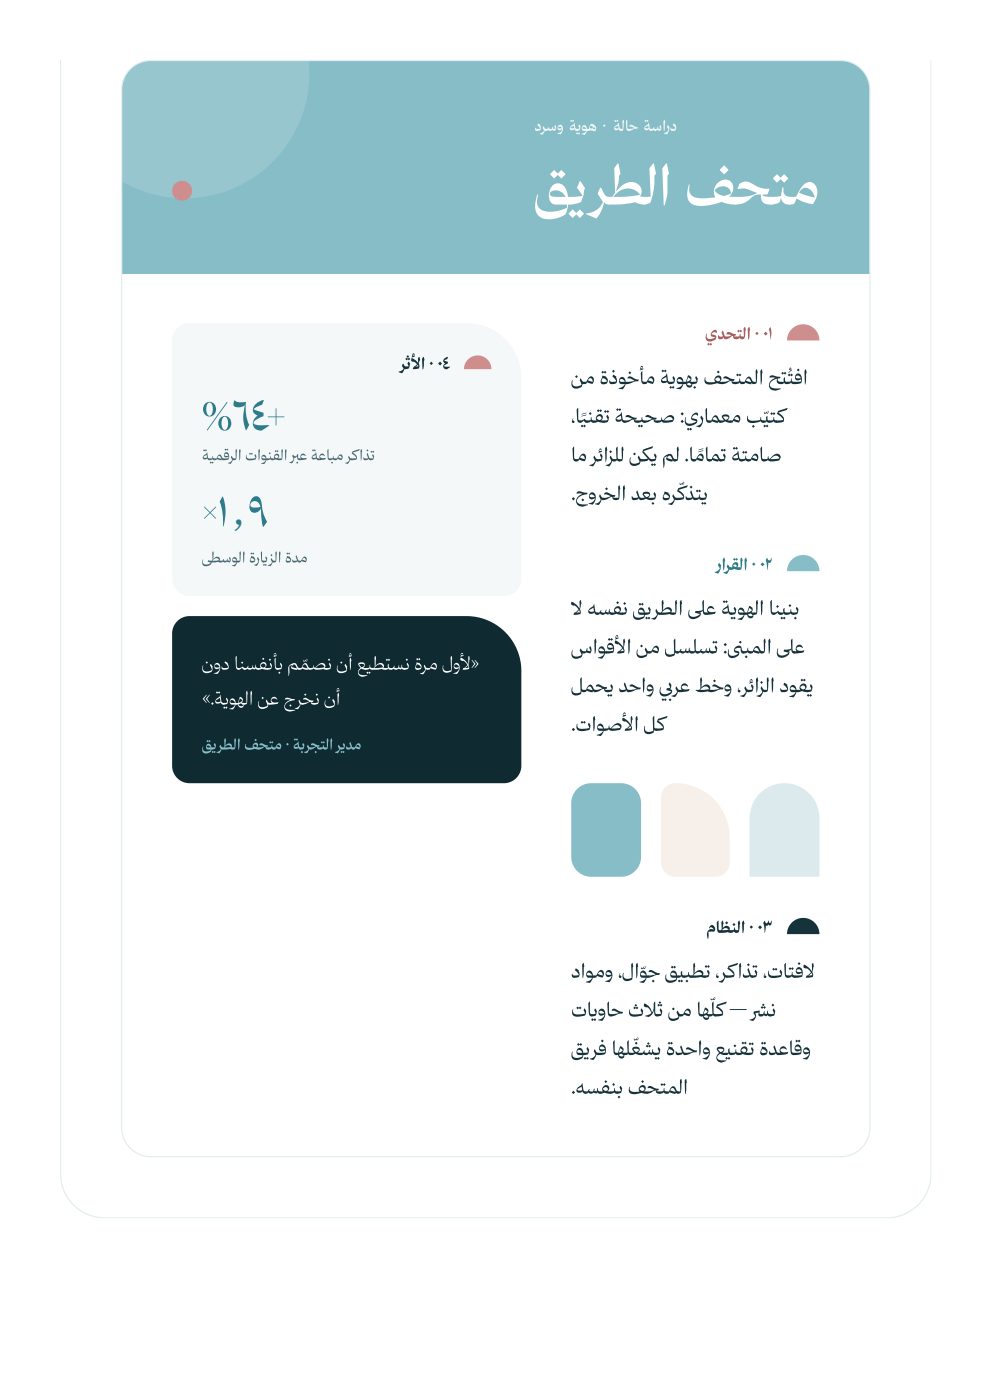 دراسة حالة · هوية وسرد
متحف الطريق
٠٠١ · التحدي
افتُتح المتحف بهوية مأخوذة من
كتيّب معماري: صحيحة تقنيًا،
صامتة تمامًا. لم يكن للزائر ما
يتذكّره بعد الخروج.
٠٠٢ · القرار
بنينا الهوية على الطريق نفسه لا
على المبنى: تسلسل من الأقواس
يقود الزائر، وخط عربي واحد يحمل
كل الأصوات.
٠٠٣ · النظام
لافتات، تذاكر، تطبيق جوّال، ومواد
نشر — كلّها من ثلاث حاويات
وقاعدة تقنيع واحدة يشغّلها فريق
المتحف بنفسه.
٠٠٤ · الأثر
+٦٤%
تذاكر مباعة عبر القنوات الرقمية
١,٩×
مدة الزيارة الوسطى
«لأول مرة نستطيع أن نصمّم بأنفسنا دون
أن نخرج عن الهوية.»
مدير التجربة · متحف الطريق